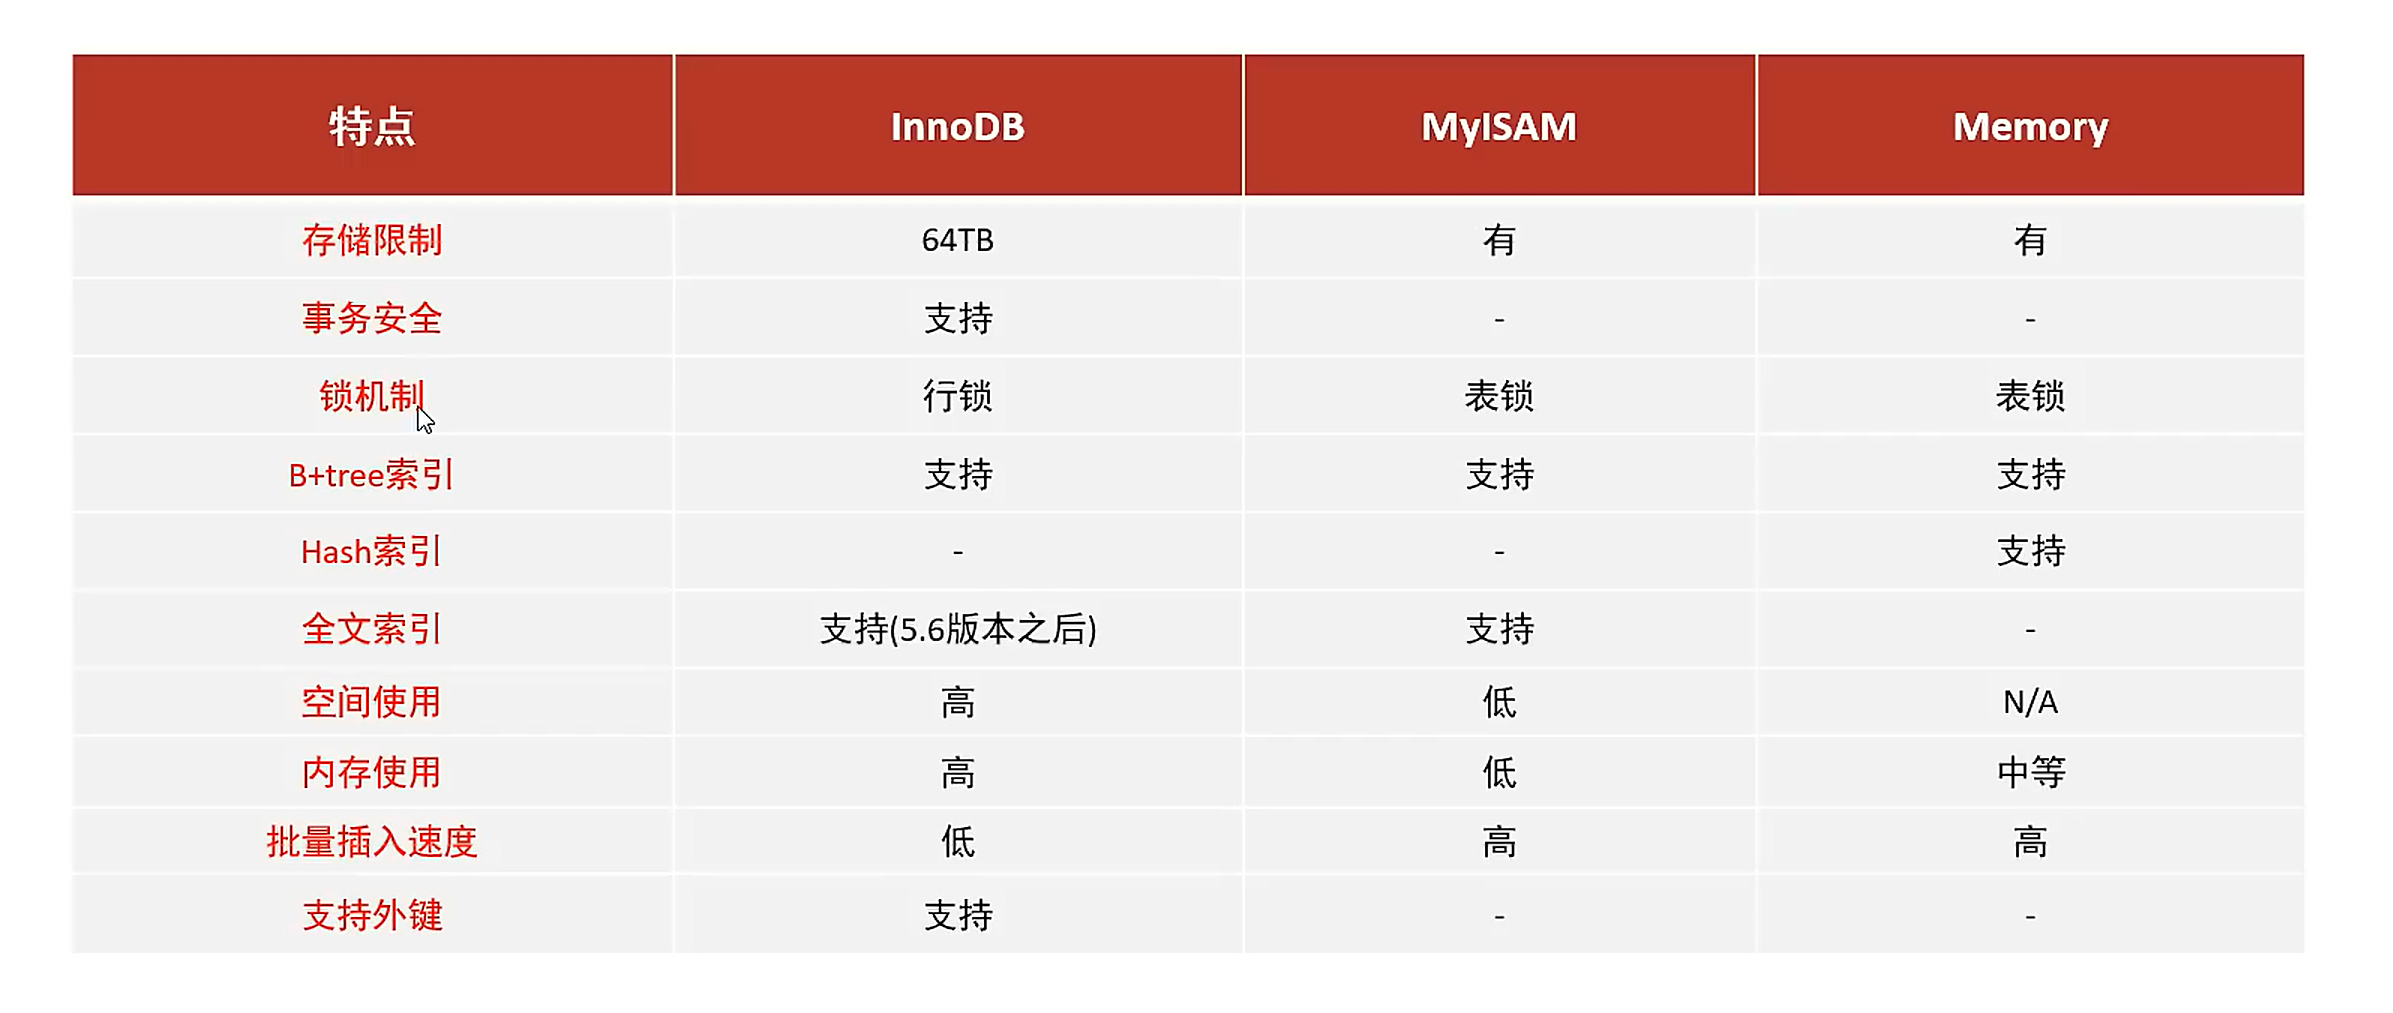 特点 InnoDB MyISAM Memory
存储限制 64TB 有 有
事务安全 支持 - -
锁机制 行锁 表锁 表锁
B+tree索引 支持 支持 支持
Hash索引 - - 支持
全文索引 支持(5.6版本之后) 支持 -
空间使用 高 低 N/A
内存使用 高 低 中等
批量插入速度 低 高 高
支持外键 支持 - -